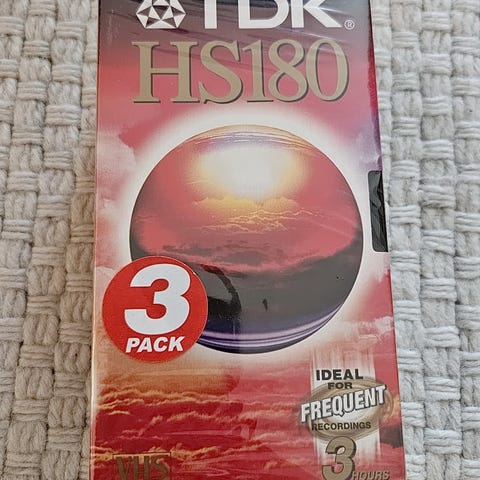 TDK®
HS180
3
PACK
IDEAL
FOR
FREQUENT
RECORDINGS
3
HOURS
VHS